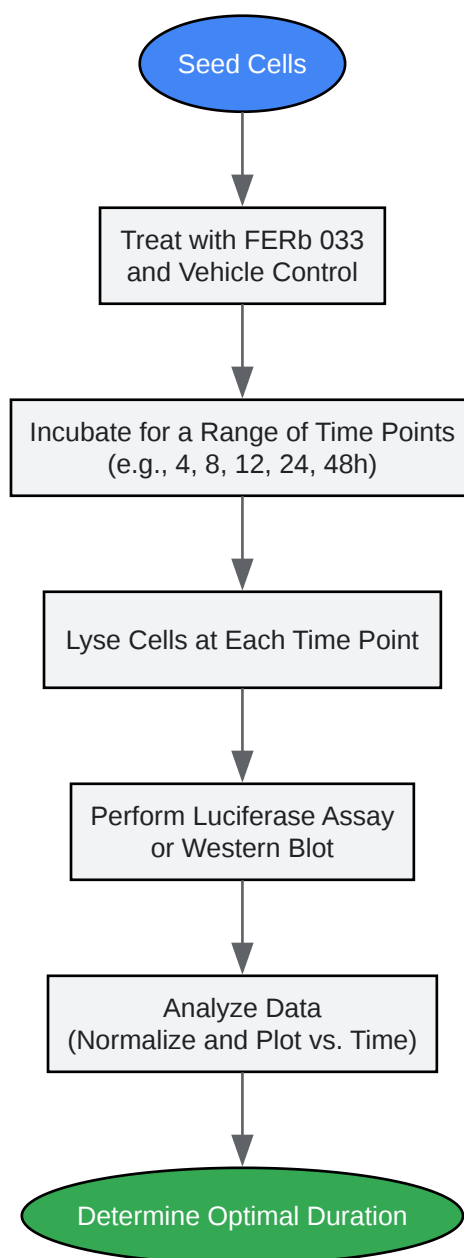 Seed Cells
Treat with FERb 033
and Vehicle Control
Incubate for a Range of Time Points
(e.g., 4, 8, 12, 24, 48h)
Lyse Cells at Each Time Point
Perform Luciferase Assay
or Western Blot
Analyze Data
(Normalize and Plot vs. Time)
Determine Optimal Duration